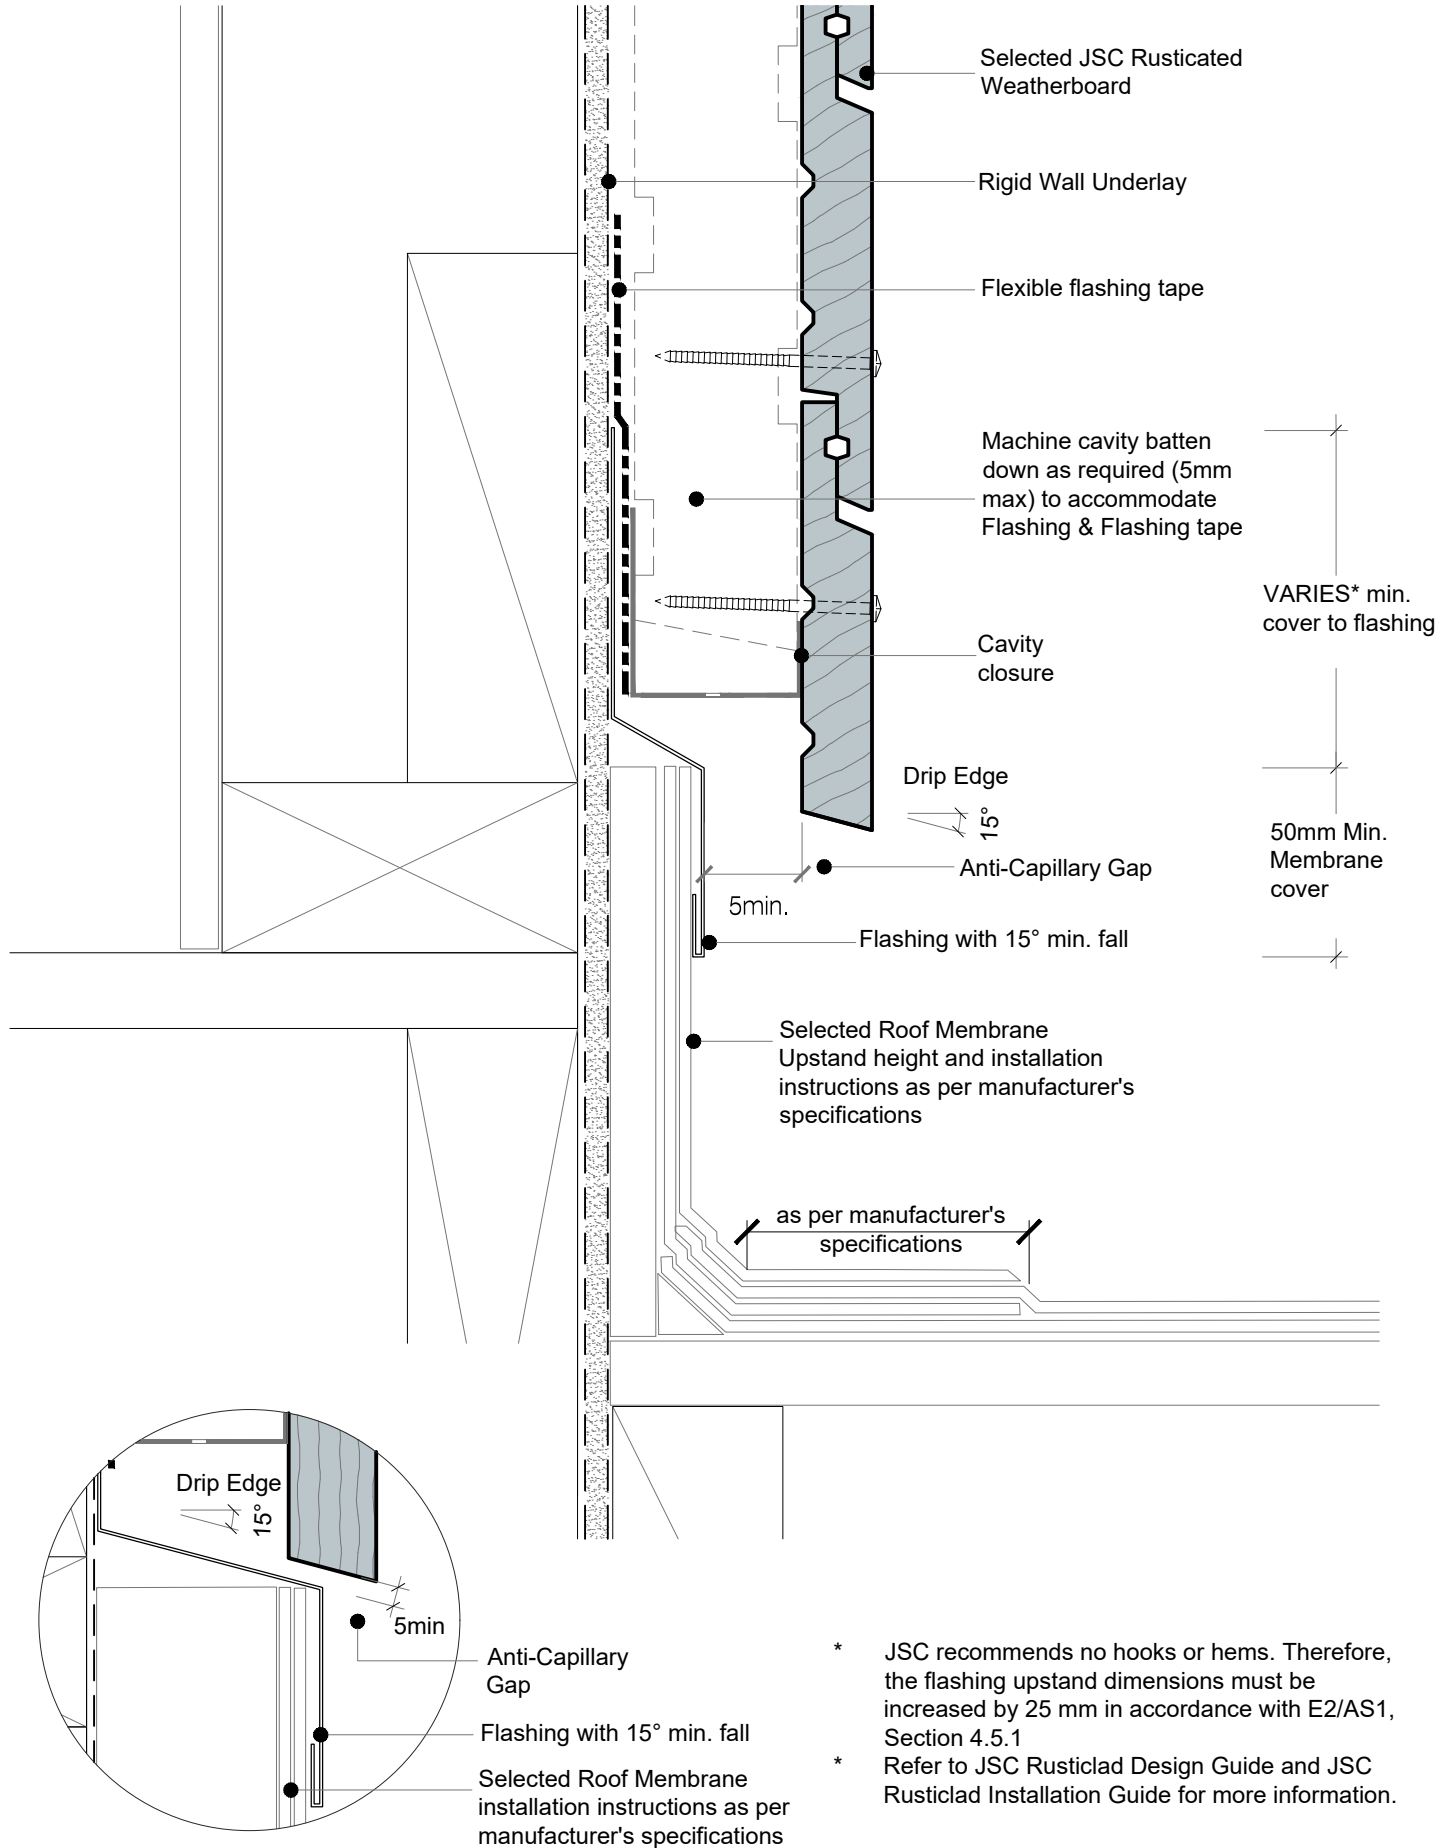 Selected JSC Rusticated
Weatherboard
Rigid Wall Underlay
Flexible flashing tape
Machine cavity batten
down as required (5mm
max) to accommodate
Flashing & Flashing tape
VARIES* min.
cover to flashing
Cavity
closure
Drip Edge
15°
50mm Min.
Membrane
cover
Anti-Capillary Gap
5min.
Flashing with 15° min. fall
Selected Roof Membrane
Upstand height and installation
instructions as per manufacturer's
specifications
as per manufacturer's
specifications
Drip Edge
15°
5min
Anti-Capillary
Gap
Flashing with 15° min. fall
Selected Roof Membrane
installation instructions as per
manufacturer's specifications
* JSC recommends no hooks or hems. Therefore,
the flashing upstand dimensions must be
increased by 25 mm in accordance with E2/AS1,
Section 4.5.1
* Refer to JSC Rusticlad Design Guide and JSC
Rusticlad Installation Guide for more information.